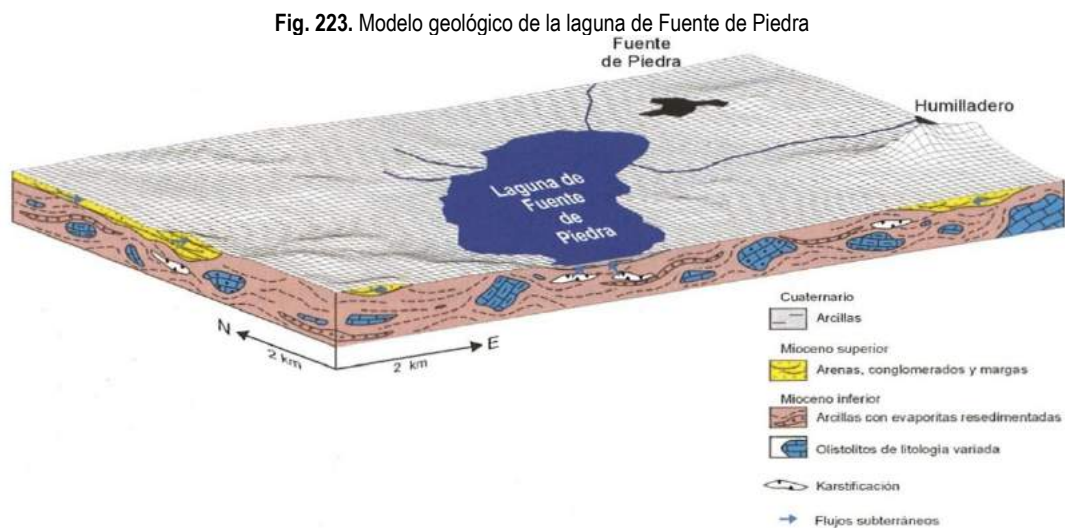 Fig. 223. Modelo geológico de la laguna de Fuente de Piedra
Fuente
de Piedra
Humilladero
Laguna de
Fuente
de
Piedra
N
2 km
2 km
E
Cuaternario
Arcillas
Mioceno superior
Arenas, conglomerados y margas
Mioceno inferior
Arcillas con evaporitas resedimentadas
Olistolitos de litología variada
Karstificación
Flujos subterráneos